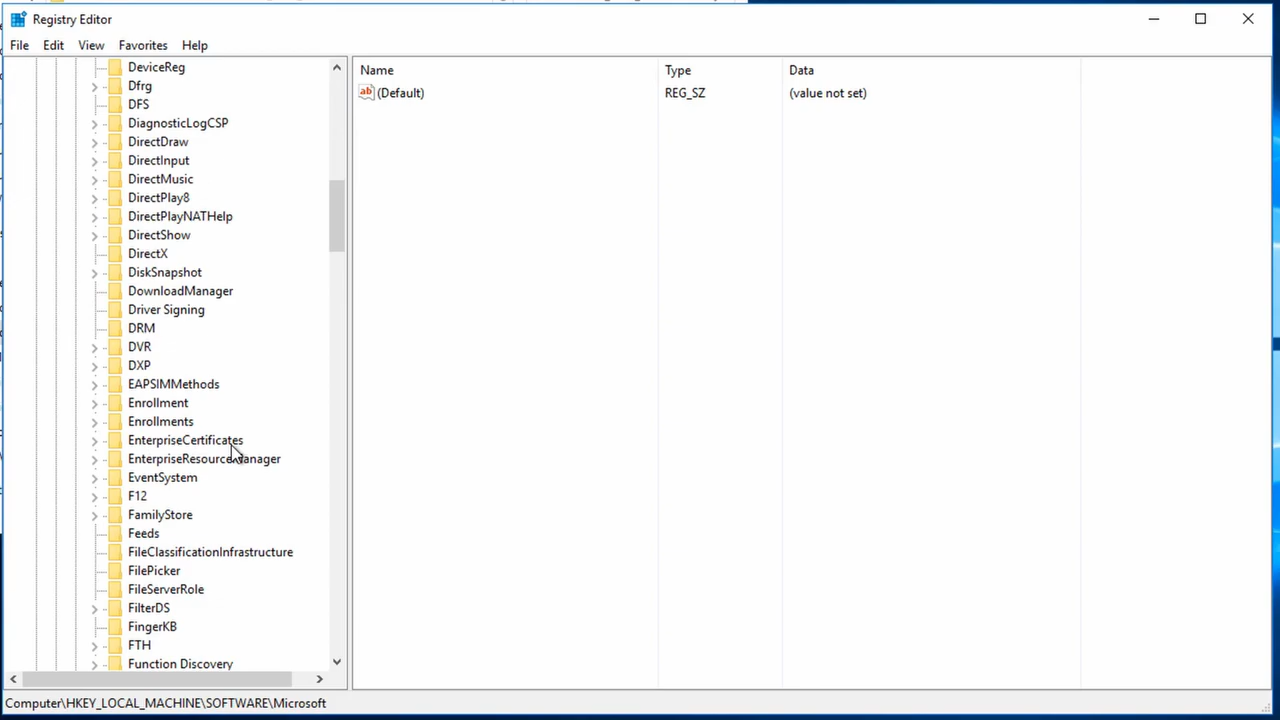 Registry Editor
File Edit View Favorites Help
DeviceReg
Dfrg
DFS
DiagnosticLogCSP
DirectDraw
DirectInput
DirectMusic
DirectPlay8
DirectPlayNATHelp
DirectShow
DirectX
DiskSnapshot
DownloadManager
Driver Signing
DRM
DVR
DXP
EAPSIMMethods
Enrollment
Enrollments
EnterpriseCertificates
EnterpriseResourceManager
EventSystem
F12
FamilyStore
Feeds
FileClassificationInfrastructure
FilePicker
FileServerRole
FilterDS
FingerKB
FTH
Function Discovery
Name Type Data
ab (Default) REG_SZ (value not set)
Computer\HKEY_LOCAL_MACHINE\SOFTWARE\Microsoft